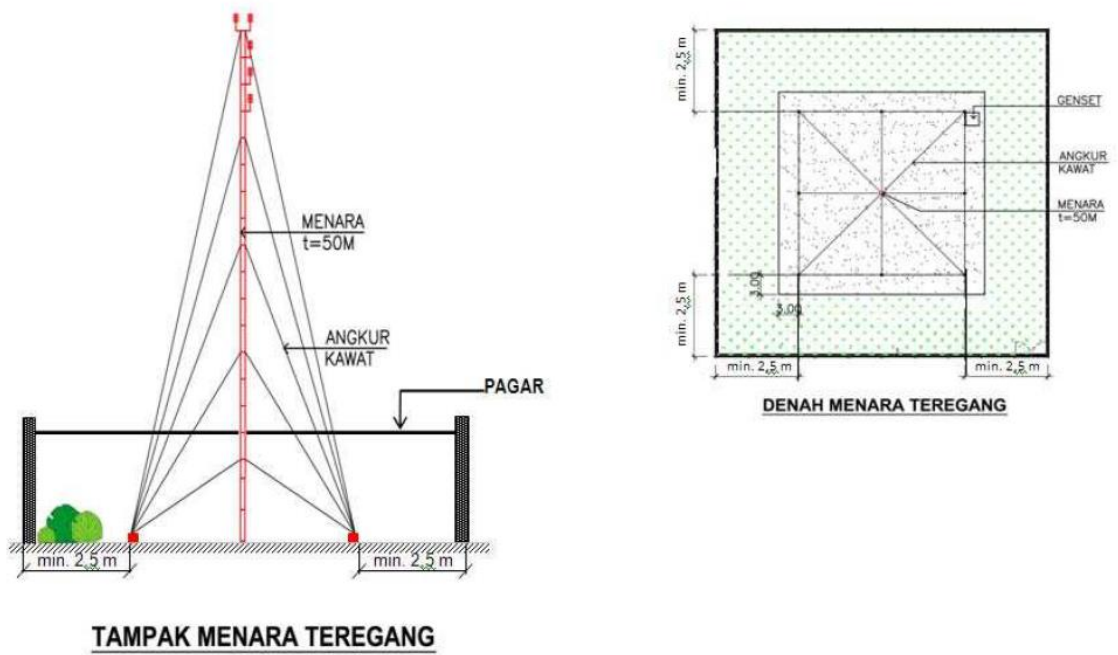 MENARA
t=50M
ANGKUR
KAWAT
PAGAR
min. 2,5 m
min. 2,5 m
TAMPAK MENARA TEREGANG
min. 2,5 m
GENSET
ANGKUR
KAWAT
MENARA
t=50M
min. 2,5 m
3.00
3.00
min. 2,5 m
min. 2,5 m
DENAH MENARA TEREGANG